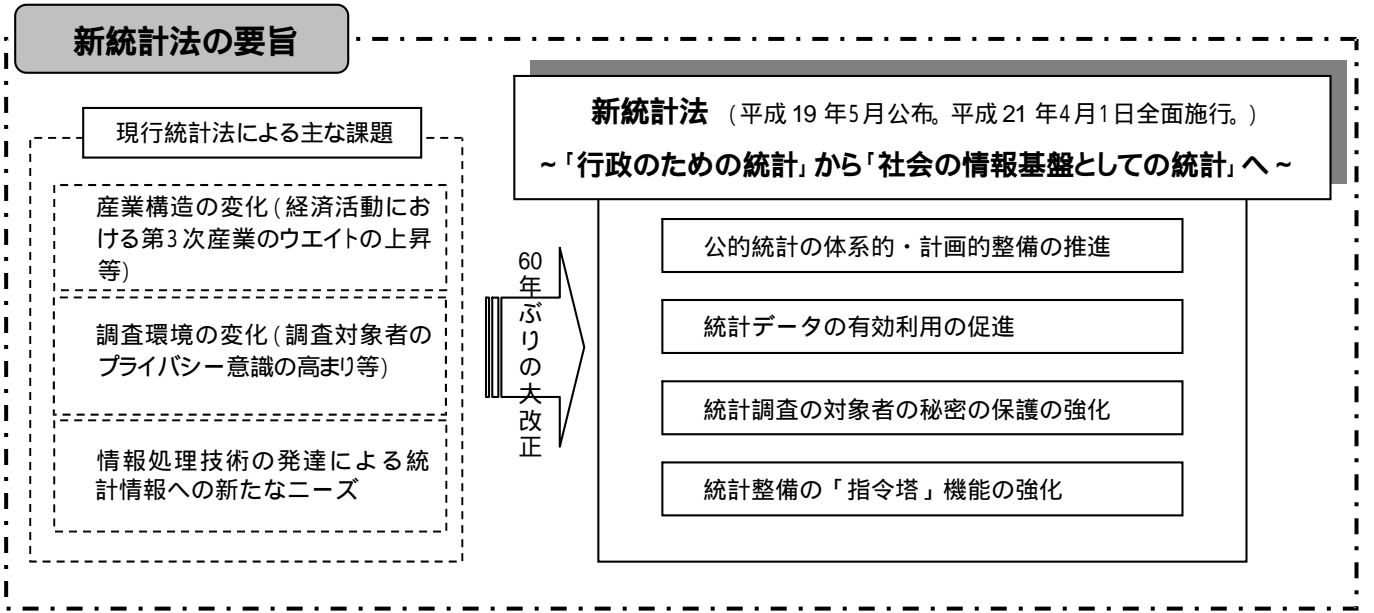 新統計法の要旨
現行統計法による主な課題
産業構造の変化(経済活動にお
ける第3次産業のウエイトの上昇
等)
調査環境の変化(調査対象者の
プライバシー意識の高まり等)
情報処理技術の発達による統
計情報への新たなニーズ
60年ぶりの大改正
新統計法 (平成19年5月公布。平成21年4月1日全面施行。)
~「行政のための統計」から「社会の情報基盤としての統計」へ~
公的統計の体系的・計画的整備の推進
統計データの有効利用の促進
統計調査の対象者の秘密の保護の強化
統計整備の「指令塔」機能の強化